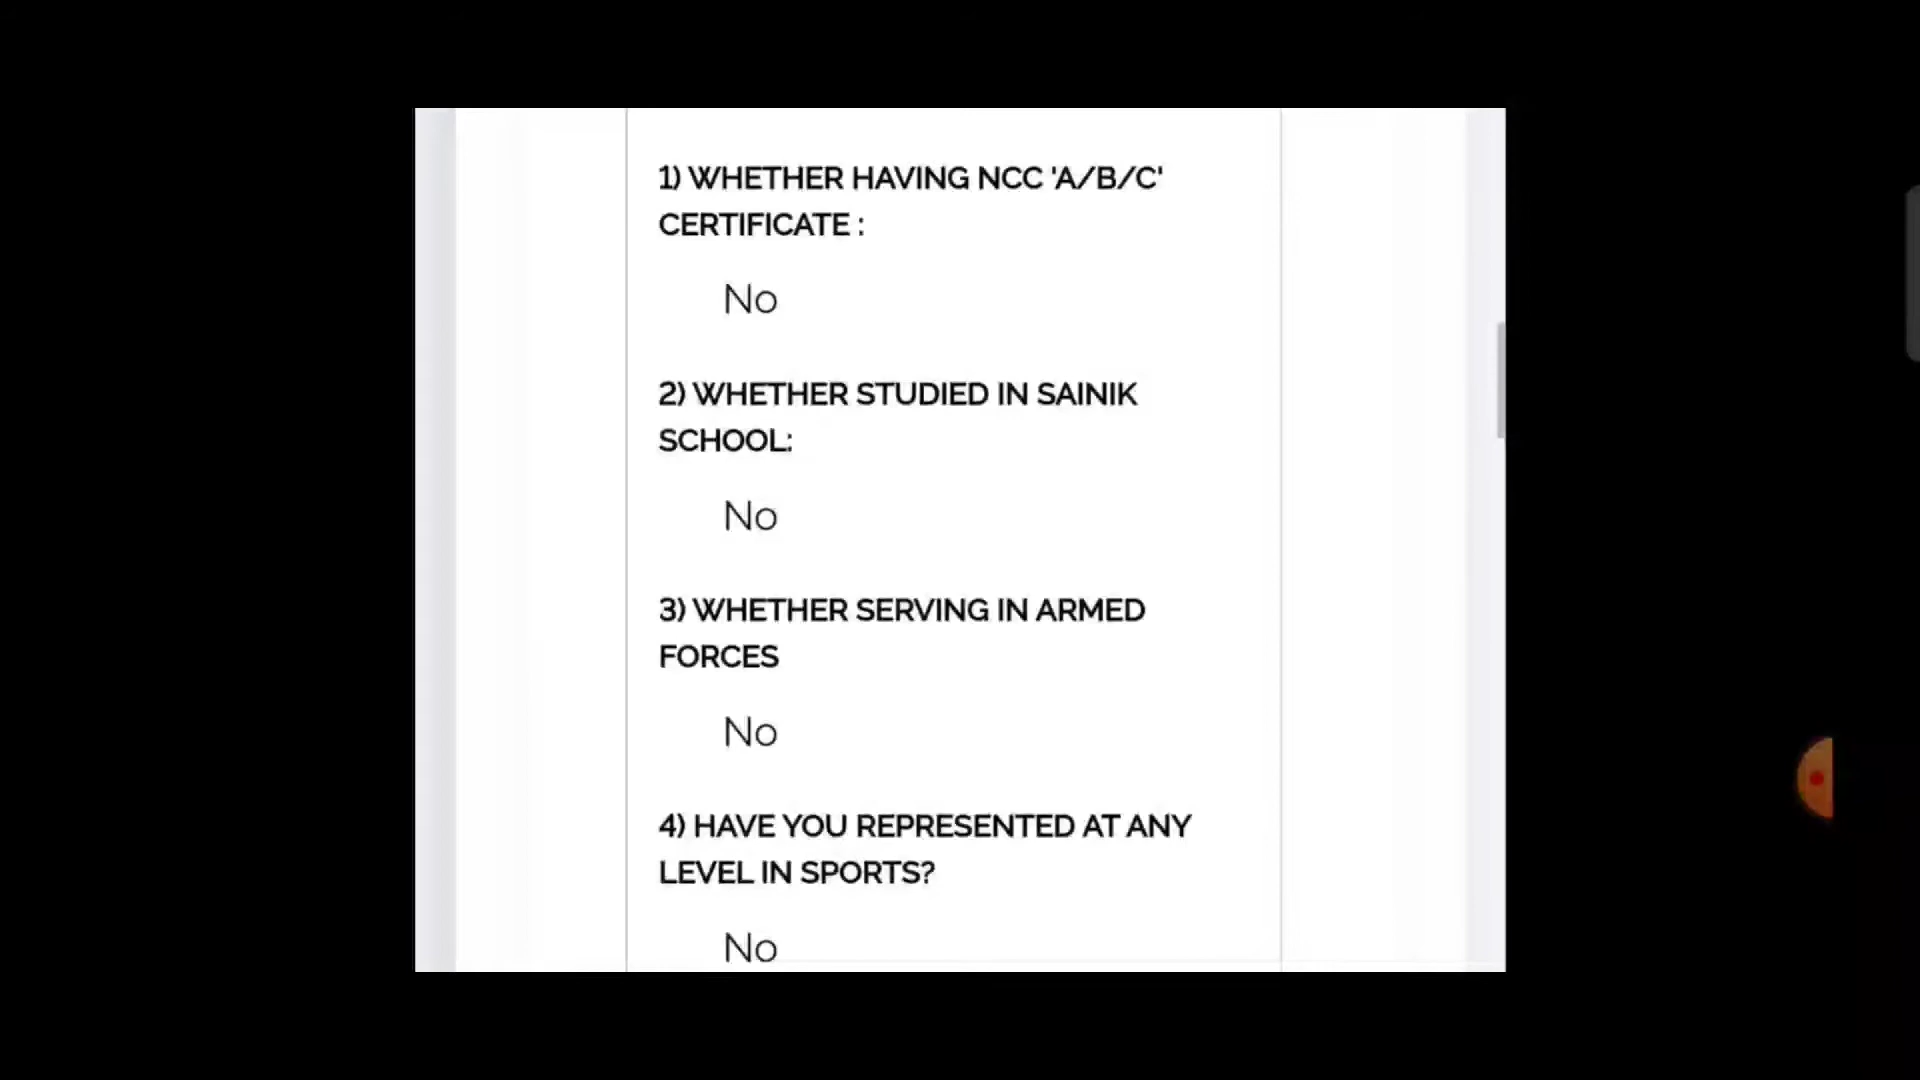 1) WHETHER HAVING NCC 'A/B/C'
CERTIFICATE :
No
2) WHETHER STUDIED IN SAINIK
SCHOOL:
No
3) WHETHER SERVING IN ARMED
FORCES
No
4) HAVE YOU REPRESENTED AT ANY
LEVEL IN SPORTS?
No